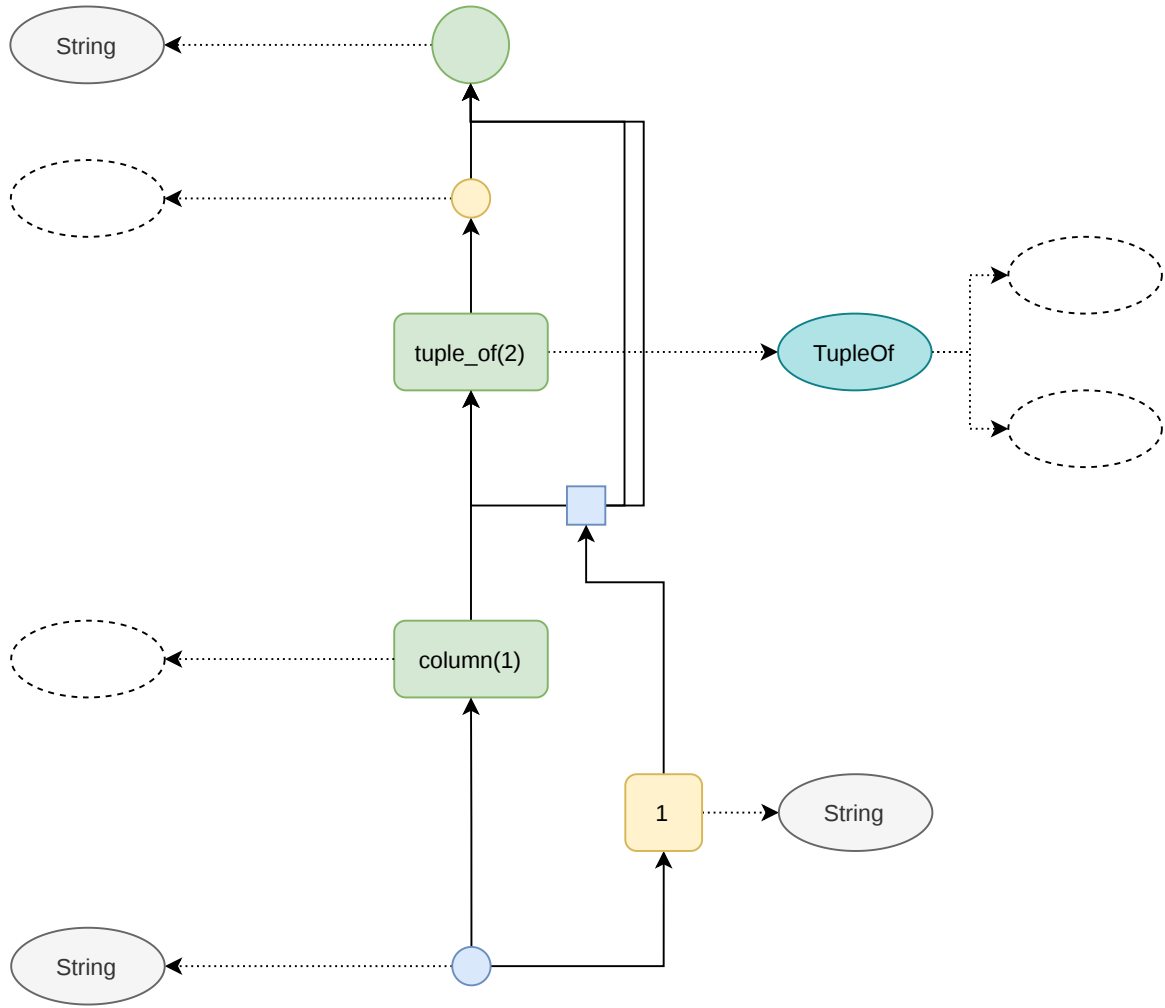 String
tuple_of(2)
TupleOf
column(1)
1
String
String